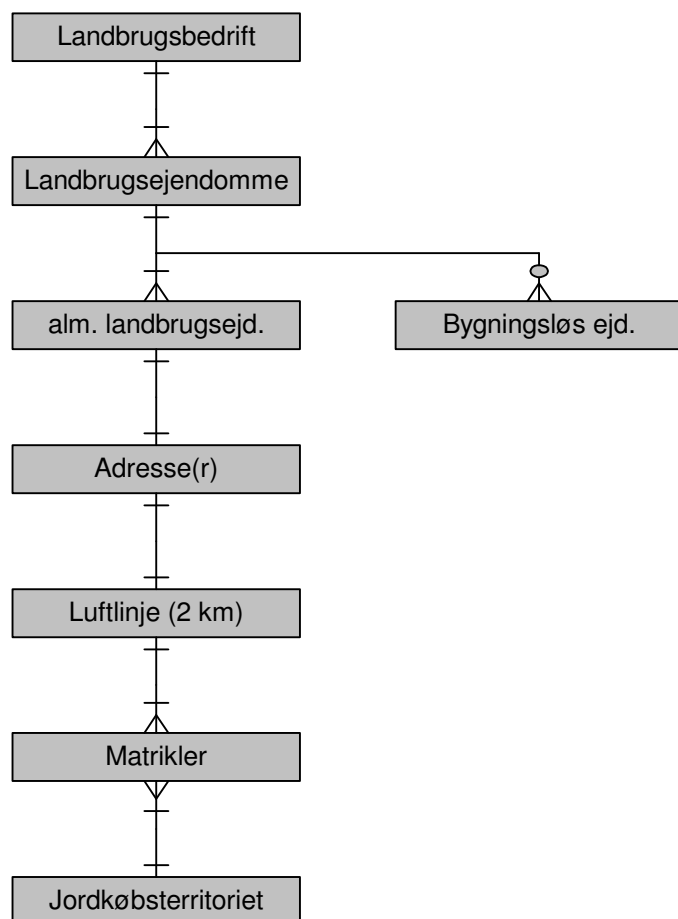 Landbrugsbedrift
Landbrugsejendomme
alm. landbrugsejd.
Bygningsløs ejd.
Adresse(r)
Luftlinje (2 km)
Matrikler
Jordkøbsterritoriet